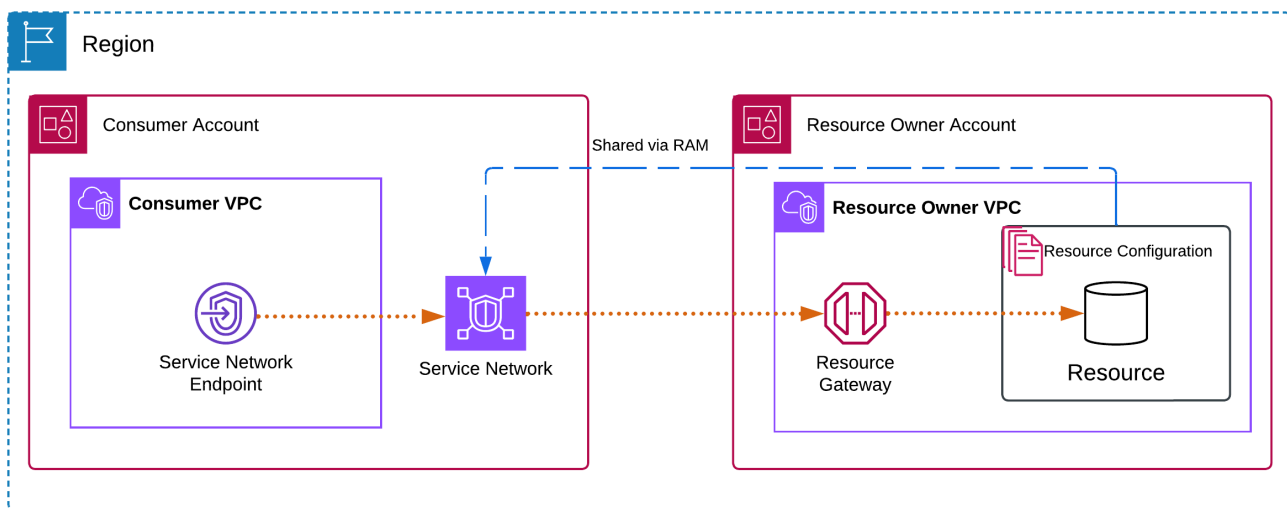 Region
Consumer Account
Resource Owner Account
Shared via RAM
Consumer VPC
Resource Owner VPC
Resource Configuration
Service Network
Endpoint
Service Network
Resource
Gateway
Resource